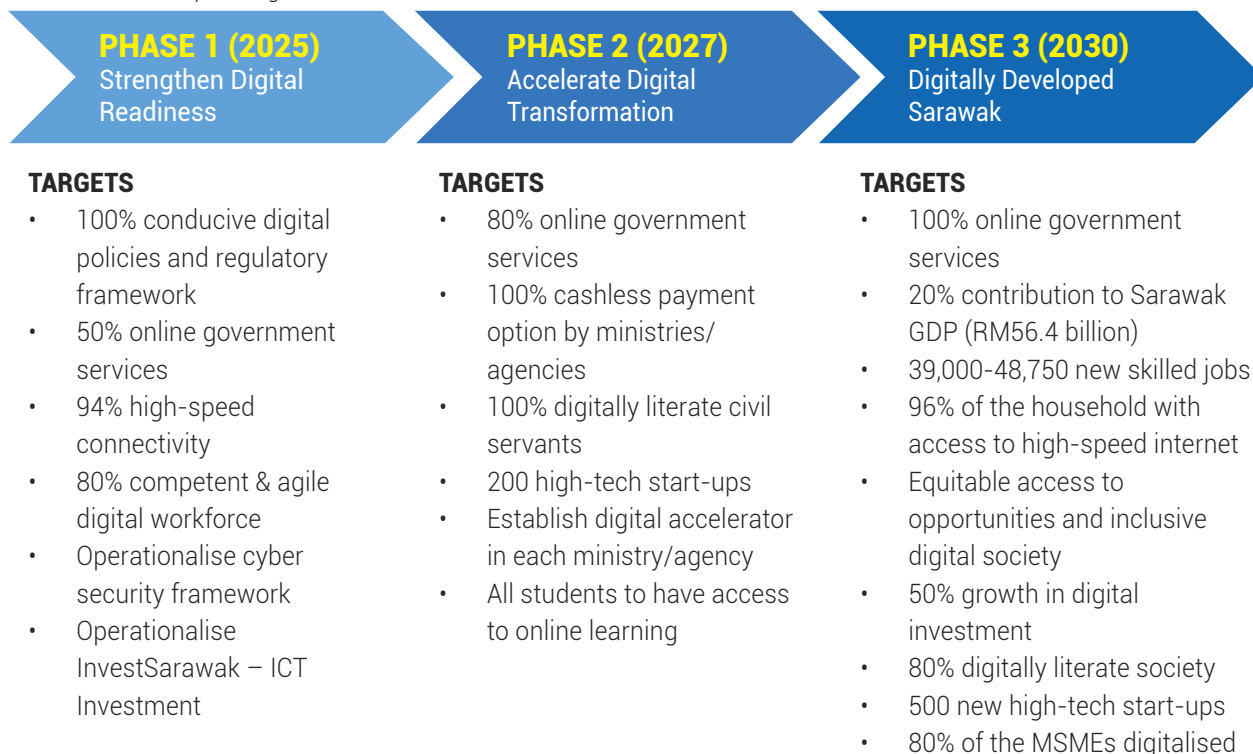 PHASE 1 (2025)
Strengthen Digital
Readiness
PHASE 2 (2027)
Accelerate Digital
Transformation
PHASE 3 (2030)
Digitally Developed
Sarawak
TARGETS
• 100% conducive digital
policies and regulatory
framework
• 50% online government
services
• 94% high-speed
connectivity
• 80% competent & agile
digital workforce
• Operationalise cyber
security framework
• Operationalise
InvestSarawak – ICT
Investment
TARGETS
• 80% online government
services
• 100% cashless payment
option by ministries/
agencies
• 100% digitally literate civil
servants
• 200 high-tech start-ups
• Establish digital accelerator
in each ministry/agency
• All students to have access
to online learning
TARGETS
• 100% online government
services
• 20% contribution to Sarawak
GDP (RM56.4 billion)
• 39,000-48,750 new skilled jobs
• 96% of the household with
access to high-speed internet
• Equitable access to
opportunities and inclusive
digital society
• 50% growth in digital
investment
• 80% digitally literate society
• 500 new high-tech start-ups
• 80% of the MSMEs digitalised